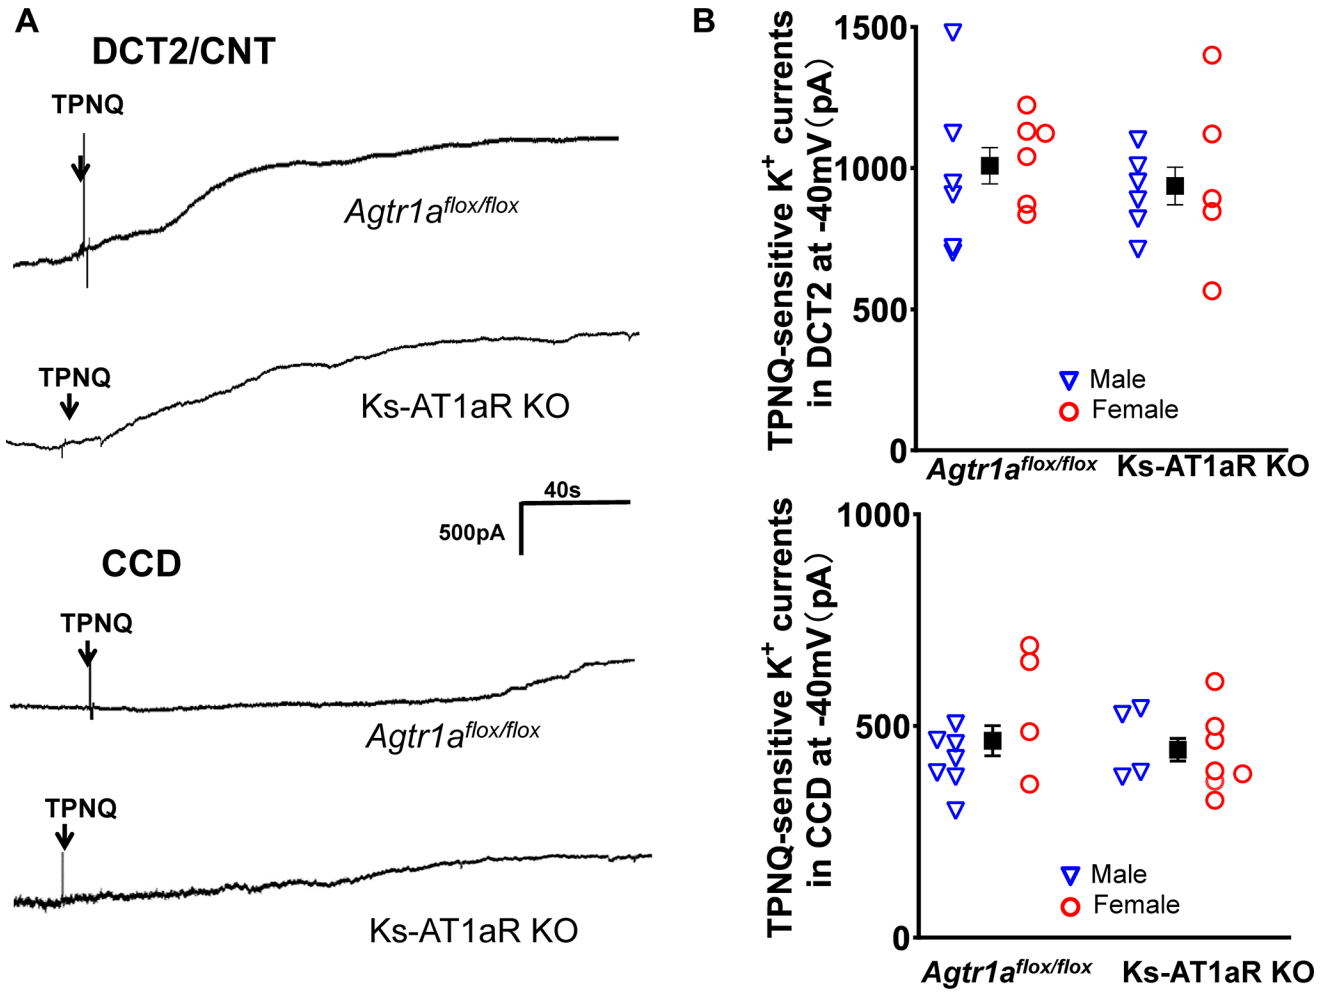 A
DCT2/CNT
TPNQ
Agtr1aflox/flox
TPNQ
Ks-AT1aR KO
40s
500pA
CCD
TPNQ
Agtr1aflox/flox
TPNQ
Ks-AT1aR KO
B
TPNQ-sensitive K+ currents
in DCT2 at -40mV(pA)
1500
1000
500
0
Male
Female
Agtr1aflox/flox
Ks-AT1aR KO
TPNQ-sensitive K+ currents
in CCD at -40mV(pA)
1000
500
0
Male
Female
Agtr1aflox/flox
Ks-AT1aR KO